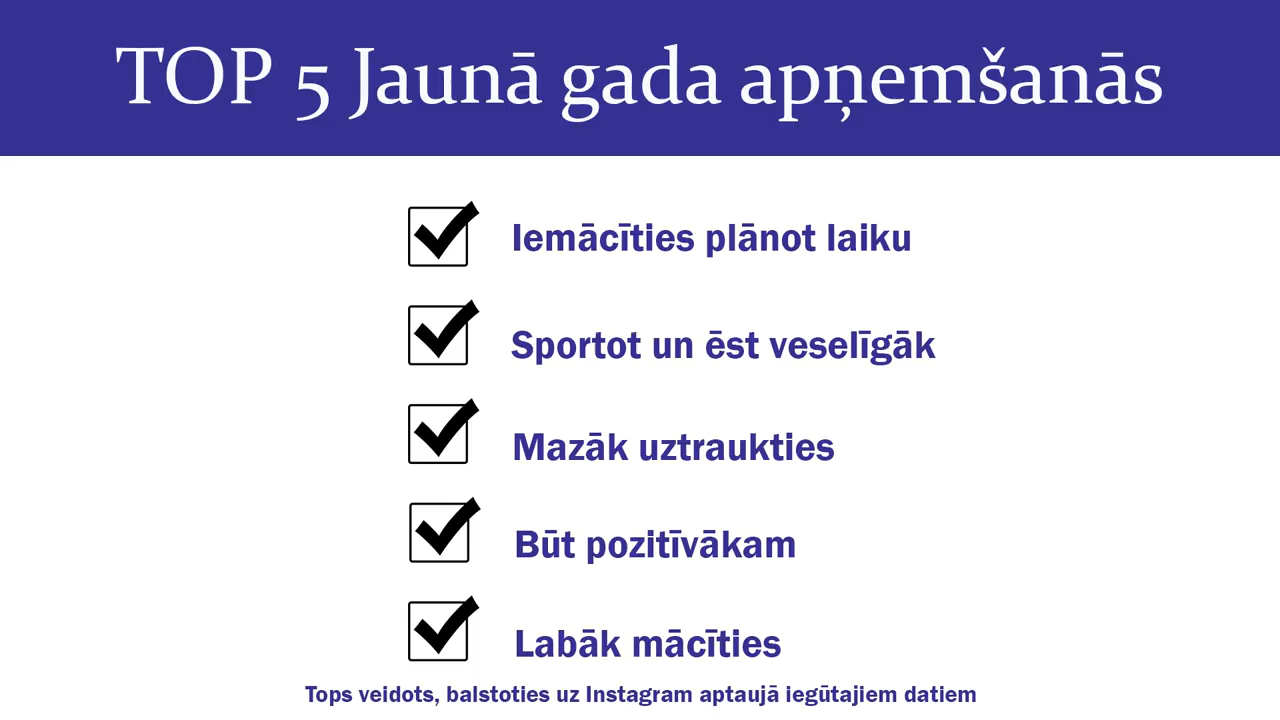 TOP 5 Jaunā gada apņemšanās
Iemācīties plānot laiku
Sportot un ēst veselīgāk
Mazāk uztraukties
Būt pozitīvākam
Labāk mācīties
Tops veidots, balstoties uz Instagram aptaujā iegūtajiem datiem